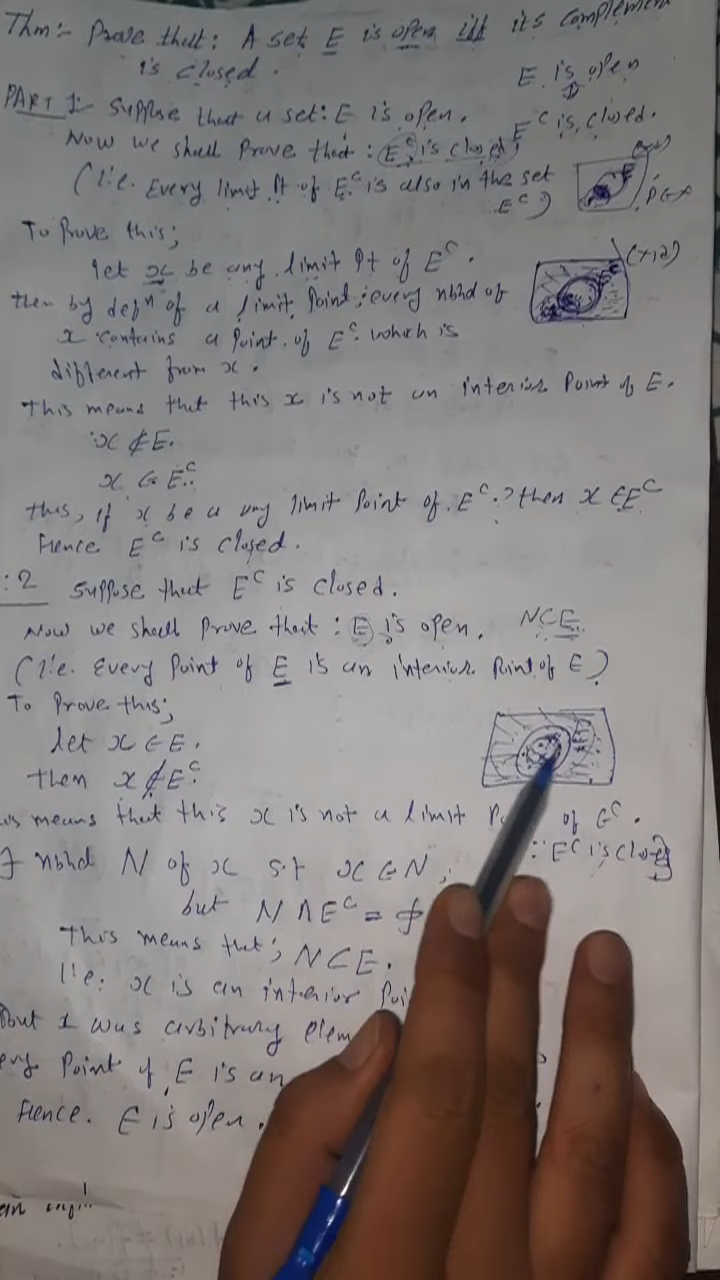 Thm:- Prove that: A set E is open iff its complemen
is closed.
E is open
⇕
E^c is closed.
PART 1:- Suppose that a set: E is open.
Now we shall prove that: E^c is closed;
(i.e. Every limit Pt of E^c is also in the set
E^c)
To Prove this;
let x be any limit Pt of E^c.
then by defn of a limit Point; every nbhd of
x contains a Point of E^c which is
different from x.
This means that this x is not an interior Point of E.
x ∉ E.
x ∈ E^c.
this, if x be a any limit Point of E^c. then x ∈ E^c
Hence E^c is closed.
: 2 Suppose that E^c is closed.
Now we shall prove that: E is open.
N⊂E.
(i.e. Every Point of E is an interior Point of E)
To Prove this;
let x ∈ E.
then x ∉ E^c.
is means that this x is not a limit P of E^c.
∵ E^c is closed
∃ nbhd N of x s.t x ∈ N;
but N ∩ E^c = ϕ
This means that; N⊂E.
i.e. x is an interior Poi
But x was arbitrary elem
ery Point of E is an
Hence. E is open.